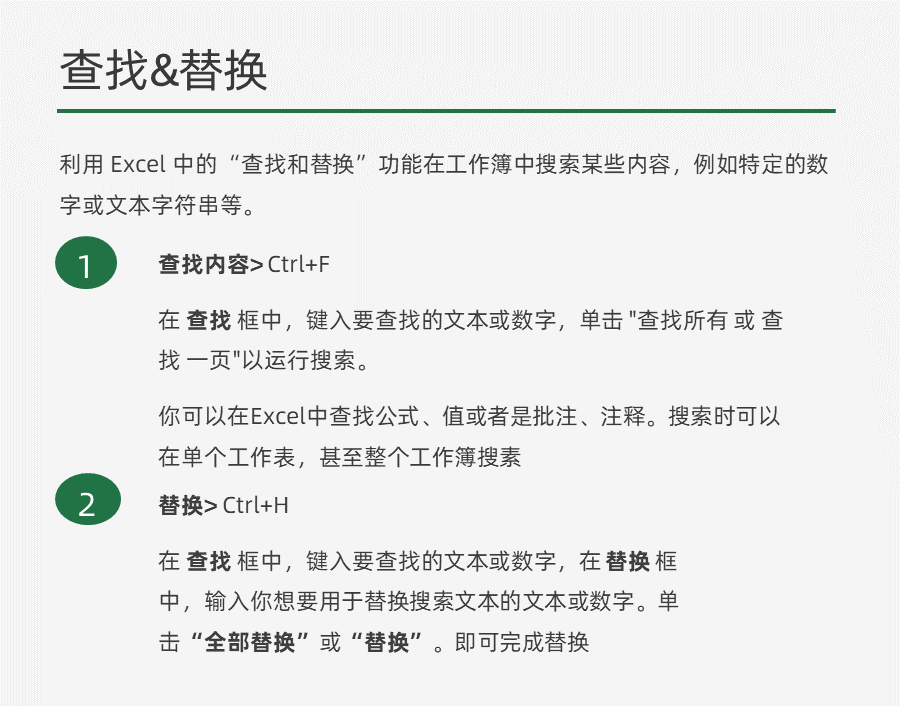 查找&替换
利用 Excel 中的“查找和替换”功能在工作簿中搜索某些内容，例如特定的数
字或文本字符串等。
1
查找内容> Ctrl+F
在 查找 框中，键入要查找的文本或数字，单击 "查找所有 或 查
找 一页"以运行搜索。
你可以在Excel中查找公式、值或者是批注、注释。搜索时可以
在单个工作表，甚至整个工作簿搜素
2
替换> Ctrl+H
在 查找 框中，键入要查找的文本或数字，在 替换 框
中，输入你想要用于替换搜索文本的文本或数字。单
击“全部替换”或“替换”。即可完成替换